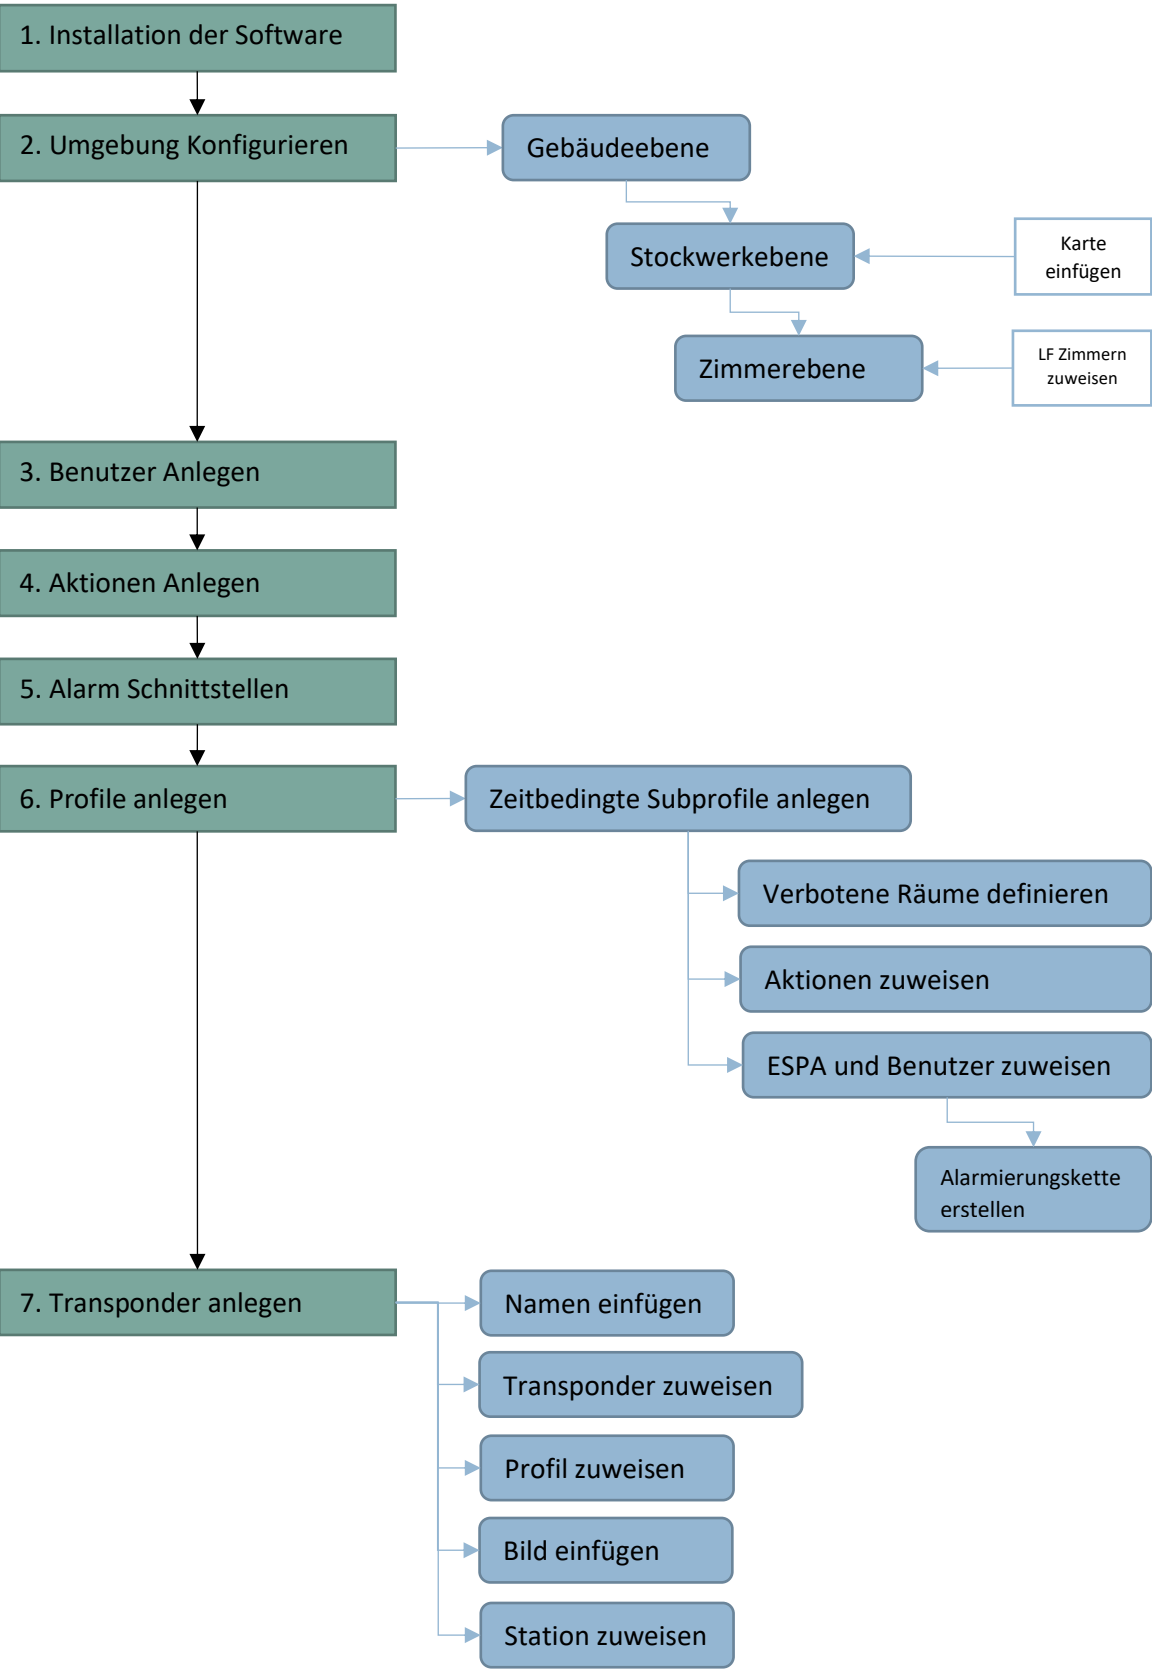 1. Installation der Software
2. Umgebung Konfigurieren
Gebäudeebene
Stockwerkebene
Karte
einfügen
Zimmerebene
LF Zimmern
zuweisen
3. Benutzer Anlegen
4. Aktionen Anlegen
5. Alarm Schnittstellen
6. Profile anlegen
Zeitbedingte Subprofile anlegen
Verbotene Räume definieren
Aktionen zuweisen
ESPA und Benutzer zuweisen
Alarmierungskette
erstellen
7. Transponder anlegen
Namen einfügen
Transponder zuweisen
Profil zuweisen
Bild einfügen
Station zuweisen